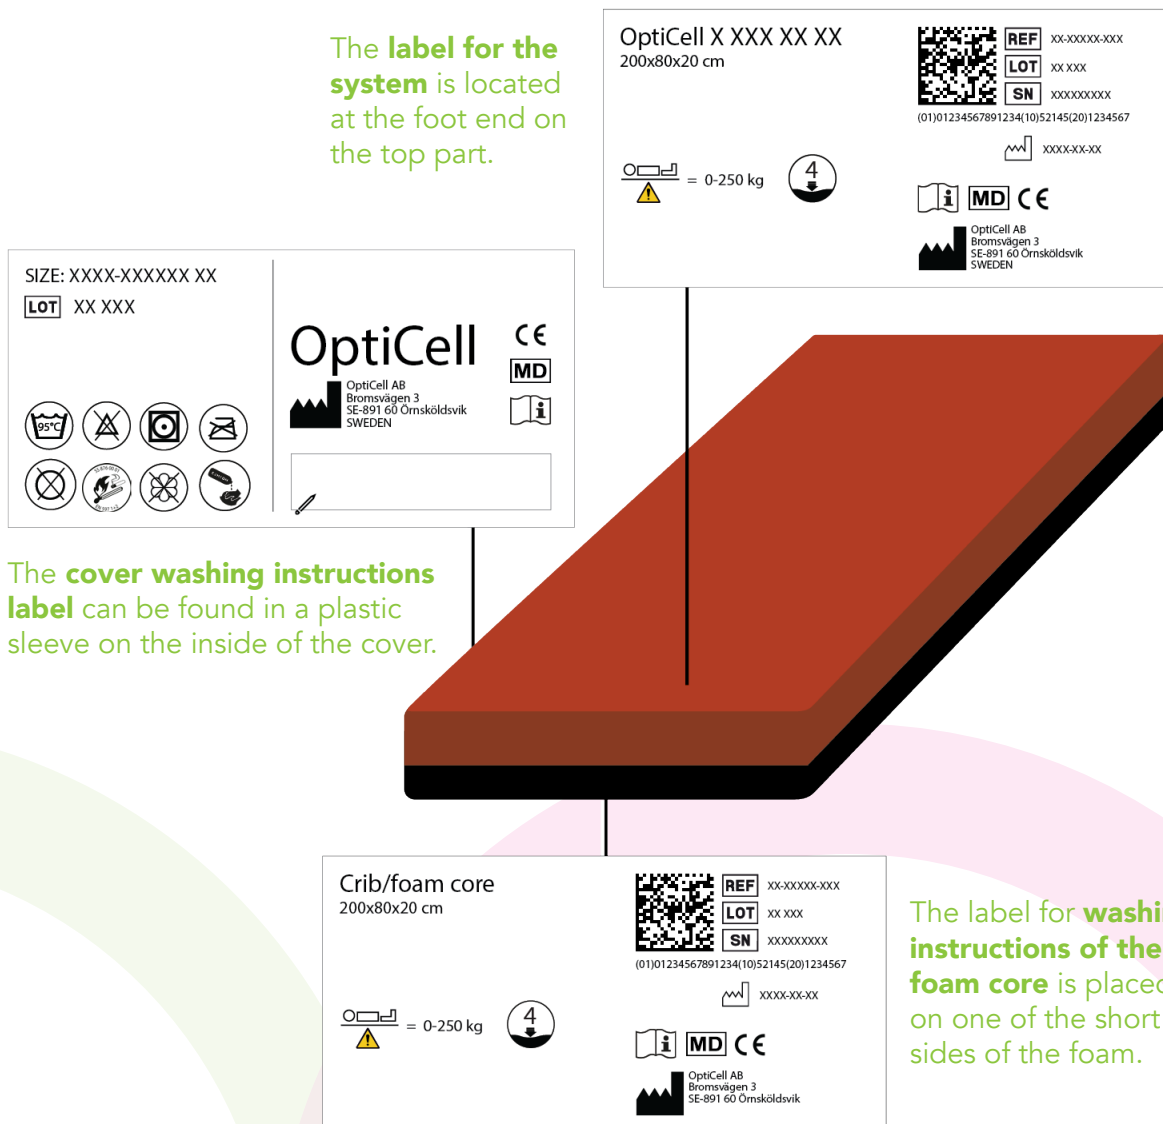 The label for the
system is located
at the foot end on
the top part.
OptiCell X XXX XX XX
200x80x20 cm
= 0-250 kg
4
REF XX-XXXXX-XXX
LOT XX XXX
SN XXXXXXXXX
(01)01234567891234(10)52145(20)1234567
XXXX-XX-XX
i MD CE
OptiCell AB
Bromsvägen 3
SE-891 60 Örnsköldsvik
SWEDEN
SIZE: XXXX-XXXXXX XX
LOT XX XXX
95°C
OptiCell
OptiCell AB
Bromsvägen 3
SE-891 60 Örnsköldsvik
SWEDEN
CE
MD
i
The cover washing instructions
label can be found in a plastic
sleeve on the inside of the cover.
Crib/foam core
200x80x20 cm
= 0-250 kg
4
REF XX-XXXXX-XXX
LOT XX XXX
SN XXXXXXXXX
(01)01234567891234(10)52145(20)1234567
XXXX-XX-XX
i MD CE
OptiCell AB
Bromsvägen 3
SE-891 60 Örnsköldsvik
The label for washi
instructions of the
foam core is placed
on one of the short
sides of the foam.